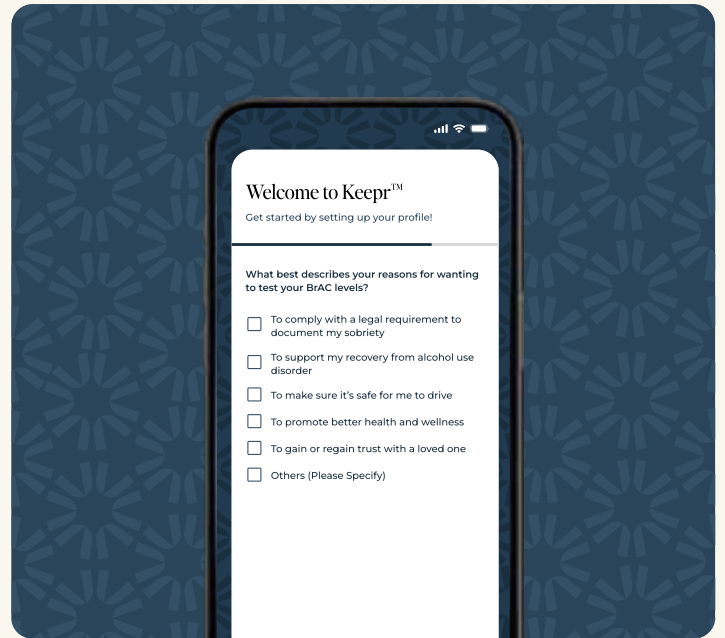 Welcome to Keepr™
Get started by setting up your profile!
What best describes your reasons for wanting
to test your BrAC levels?
To comply with a legal requirement to
document my sobriety
To support my recovery from alcohol use
disorder
To make sure it’s safe for me to drive
To promote better health and wellness
To gain or regain trust with a loved one
Others (Please Specify)